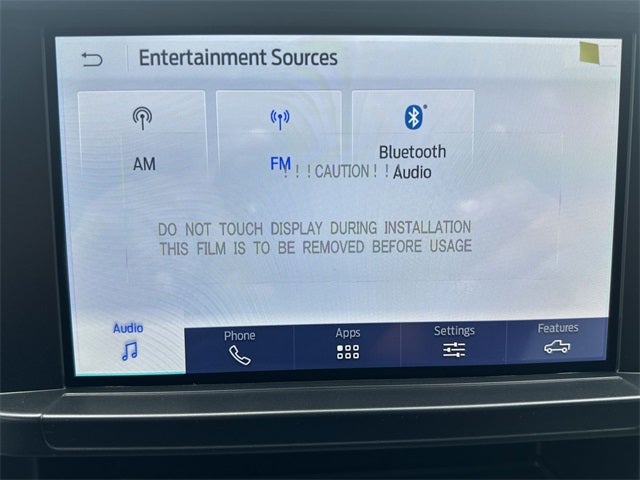 Entertainment Sources
AM
FM
Bluetooth
Audio
! ! !CAUTION! !
DO NOT TOUCH DISPLAY DURING INSTALLATION
THIS FILM IS TO BE REMOVED BEFORE USAGE
Audio
Phone
Apps
Settings
Features